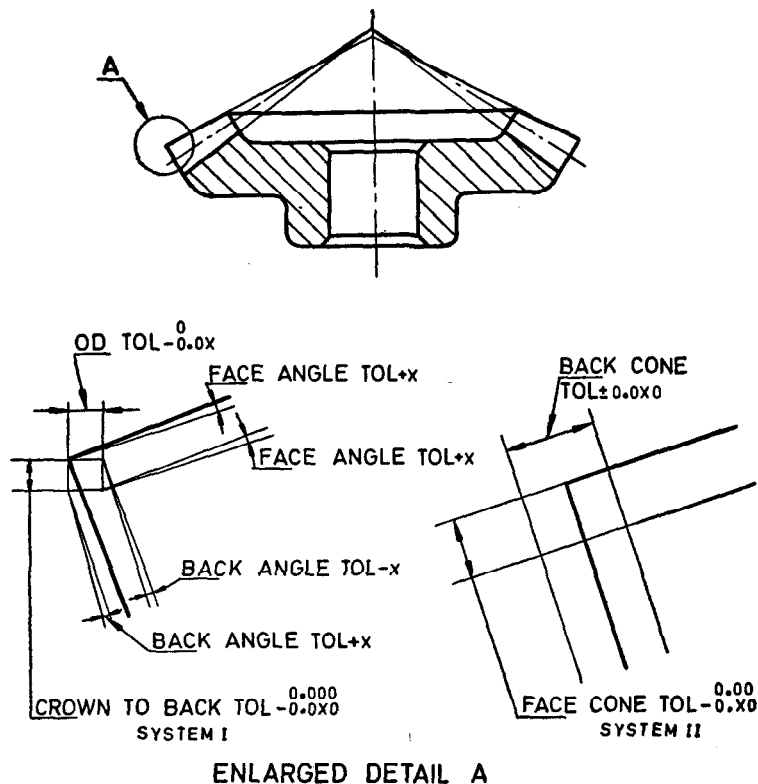 A
OD TOL-0 0.0X
FACE ANGLE TOL+X
FACE ANGLE TOL+X
BACK ANGLE TOL-X
BACK ANGLE TOL+X
CROWN TO BACK TOL-0.000 0.0X0
SYSTEM I
BACK CONE
TOL±0.0X0
FACE CONE TOL-0.00 0.X0
SYSTEM II
ENLARGED DETAIL A